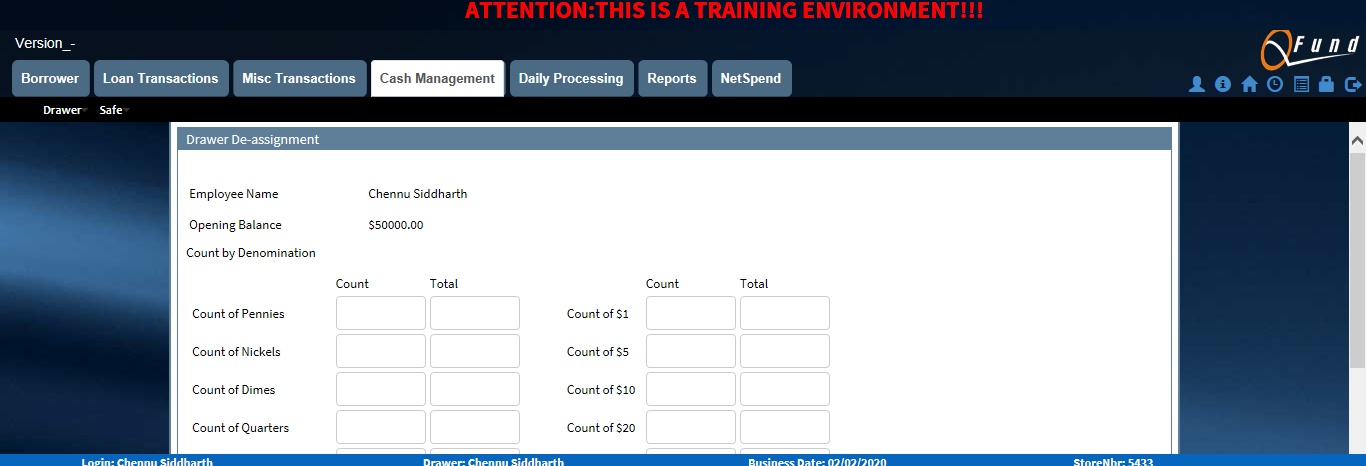 ATTENTION:THIS IS A TRAINING ENVIRONMENT!!!
Version_-
QFund
Borrower Loan Transactions Misc Transactions Cash Management Daily Processing Reports NetSpend
Drawer Safe
Drawer De-assignment
Employee Name Chennu Siddharth
Opening Balance $50000.00
Count by Denomination
Count Total Count Total
Count of Pennies Count of $1
Count of Nickels Count of $5
Count of Dimes Count of $10
Count of Quarters Count of $20
Login: Chennu Siddharth Drawer: Chennu Siddharth Business Date: 02/02/2020 StoreNbr: 5433